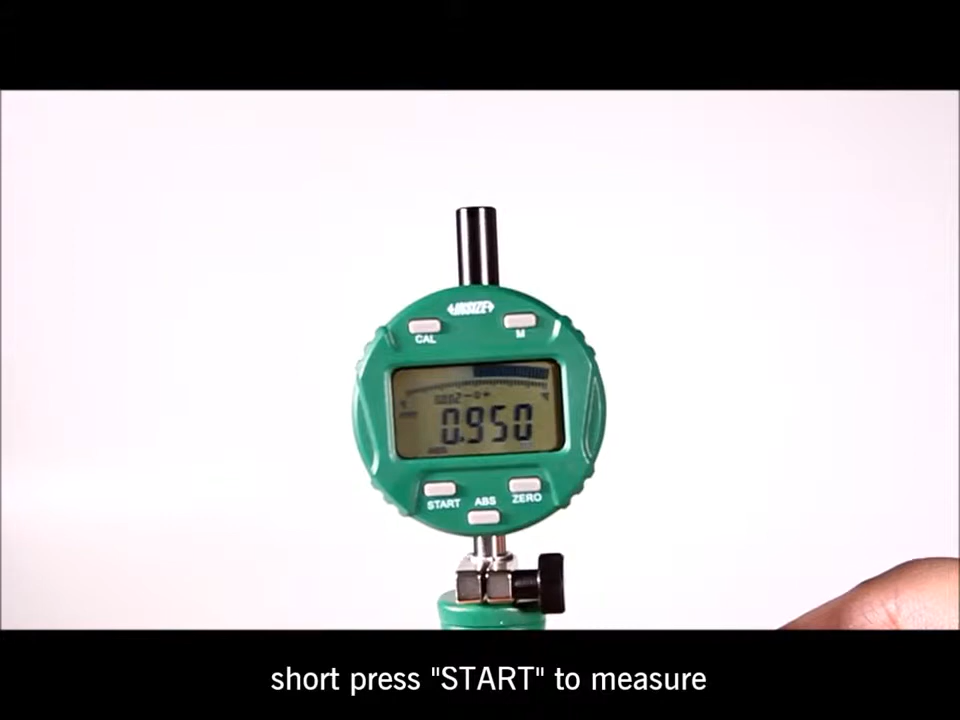 INSIZE
CAL
M
0.950
START
ABS
ZERO
short press "START" to measure